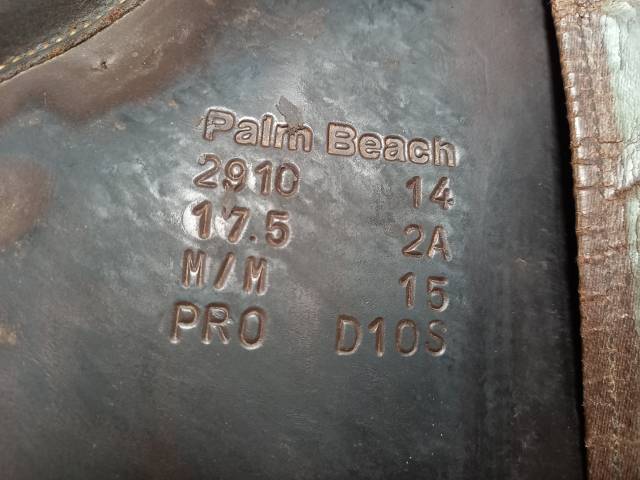 Palm Beach
2910 14
17.5 2A
M/M 15
PRO D10S